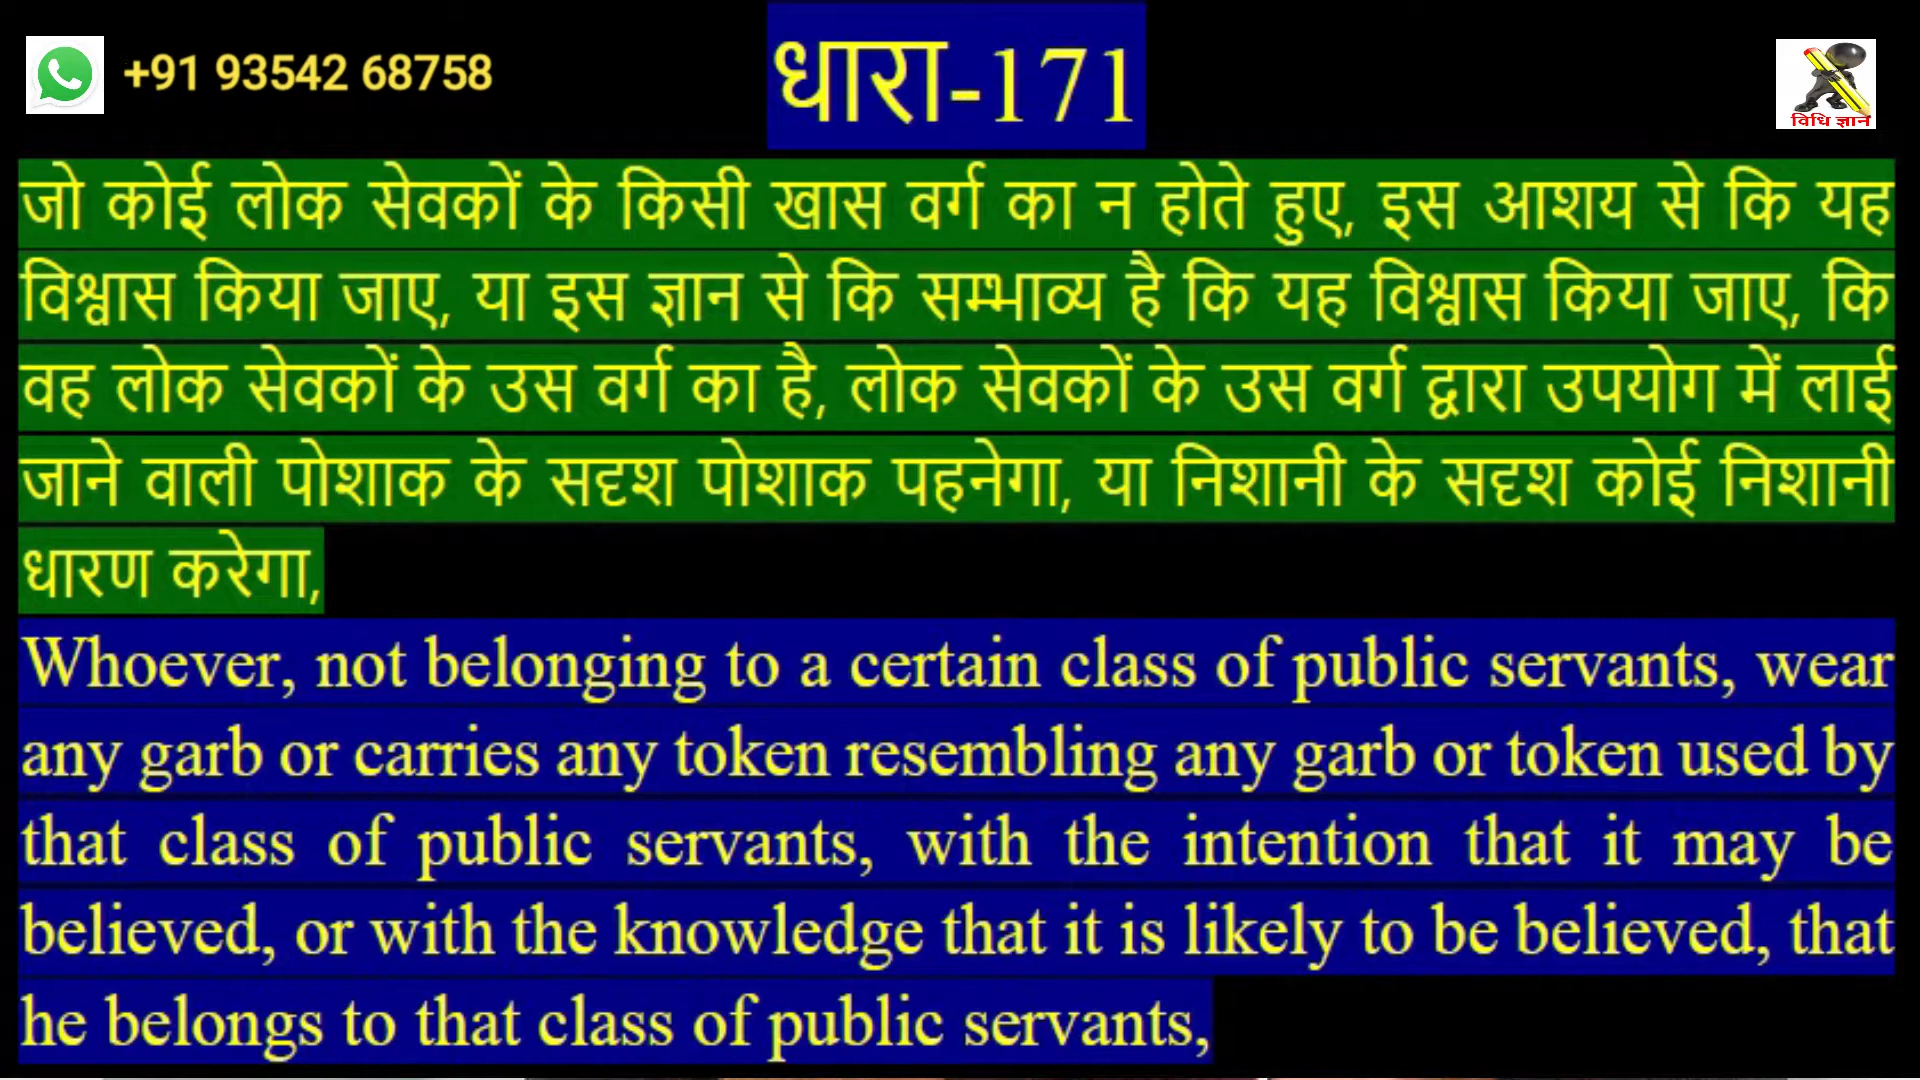 +91 93542 68758
धारा-171
विधि ज्ञान
जो कोई लोक सेवकों के किसी खास वर्ग का न होते हुए, इस आशय से कि यह
विश्वास किया जाए, या इस ज्ञान से कि सम्भाव्य है कि यह विश्वास किया जाए, कि
वह लोक सेवकों के उस वर्ग का है, लोक सेवकों के उस वर्ग द्वारा उपयोग में लाई
जाने वाली पोशाक के सदृश पोशाक पहनेगा, या निशानी के सदृश कोई निशानी
धारण करेगा,
Whoever, not belonging to a certain class of public servants, wear
any garb or carries any token resembling any garb or token used by
that class of public servants, with the intention that it may be
believed, or with the knowledge that it is likely to be believed, that
he belongs to that class of public servants,